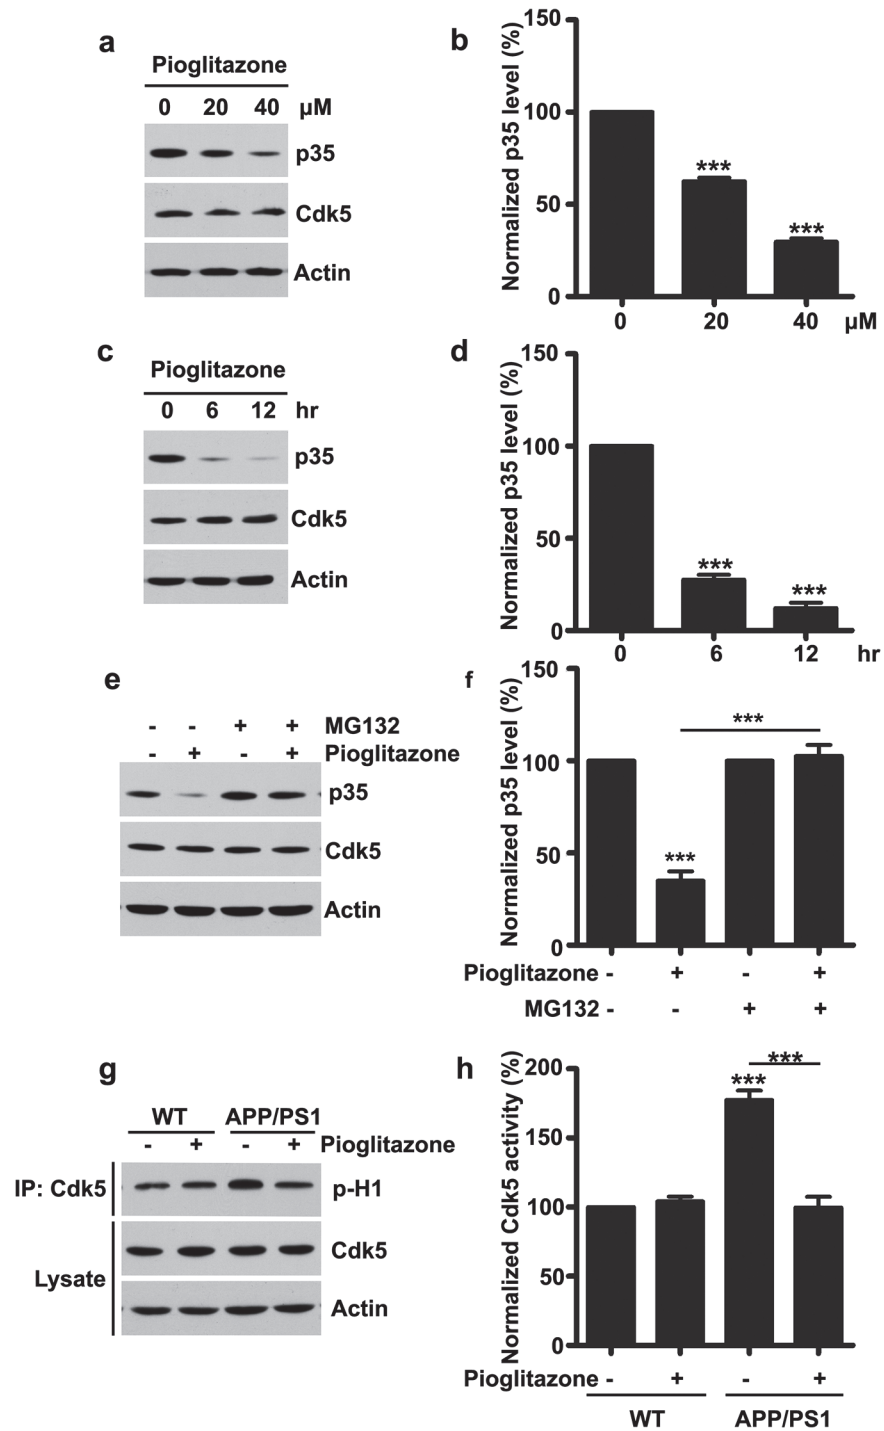 a
Pioglitazone
0 20 40 µM
p35
Cdk5
Actin
b
Normalized p35 level (%)
150
100
50
0
***
***
0 20 40 µM
c
Pioglitazone
0 6 12 hr
p35
Cdk5
Actin
d
Normalized p35 level (%)
150
100
50
0
***
***
0 6 12 hr
e
- - + + MG132
- + - + Pioglitazone
p35
Cdk5
Actin
f
Normalized p35 level (%)
150
100
50
0
***
***
Pioglitazone - + - +
MG132 - - + +
g
WT APP/PS1
- + - + Pioglitazone
IP: Cdk5 p-H1
Lysate
Cdk5
Actin
h
Normalized Cdk5 activity (%)
200
150
100
50
0
***
***
Pioglitazone - + - +
WT APP/PS1